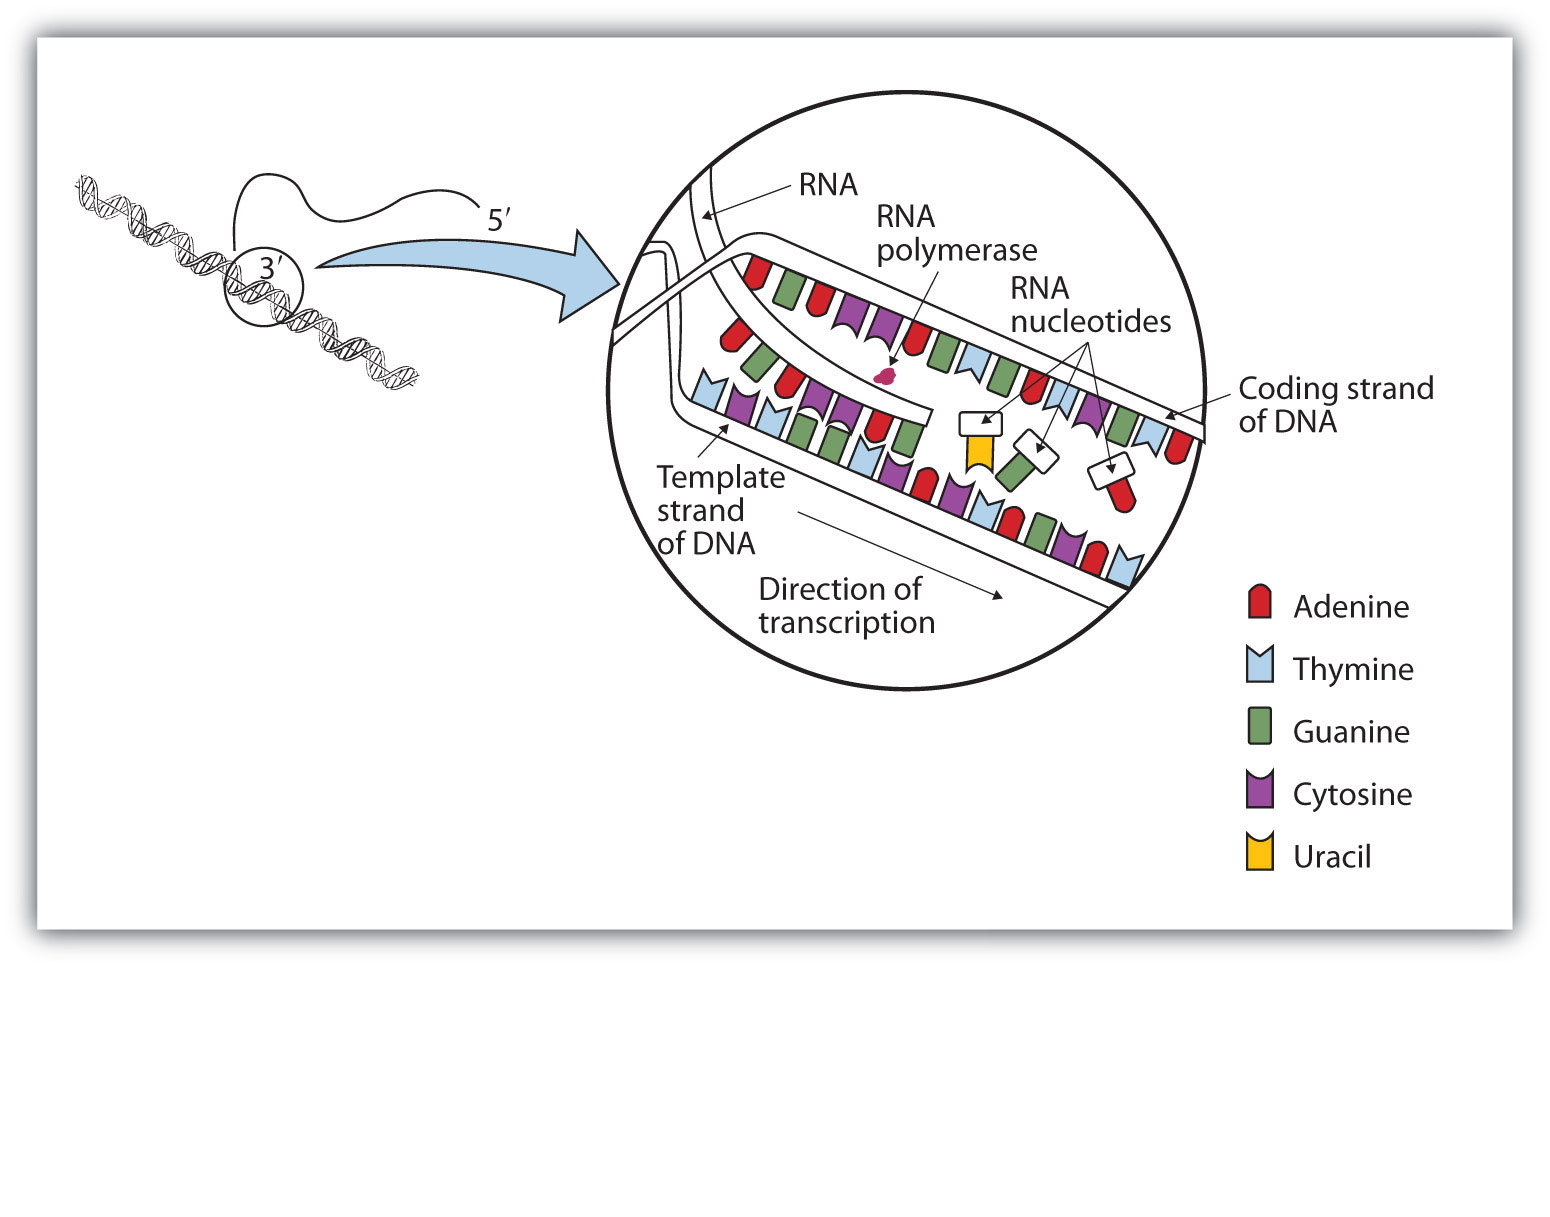 5′
3′
RNA
RNA
polymerase
RNA
nucleotides
Coding strand
of DNA
Template
strand
of DNA
Direction of
transcription
Adenine
Thymine
Guanine
Cytosine
Uracil